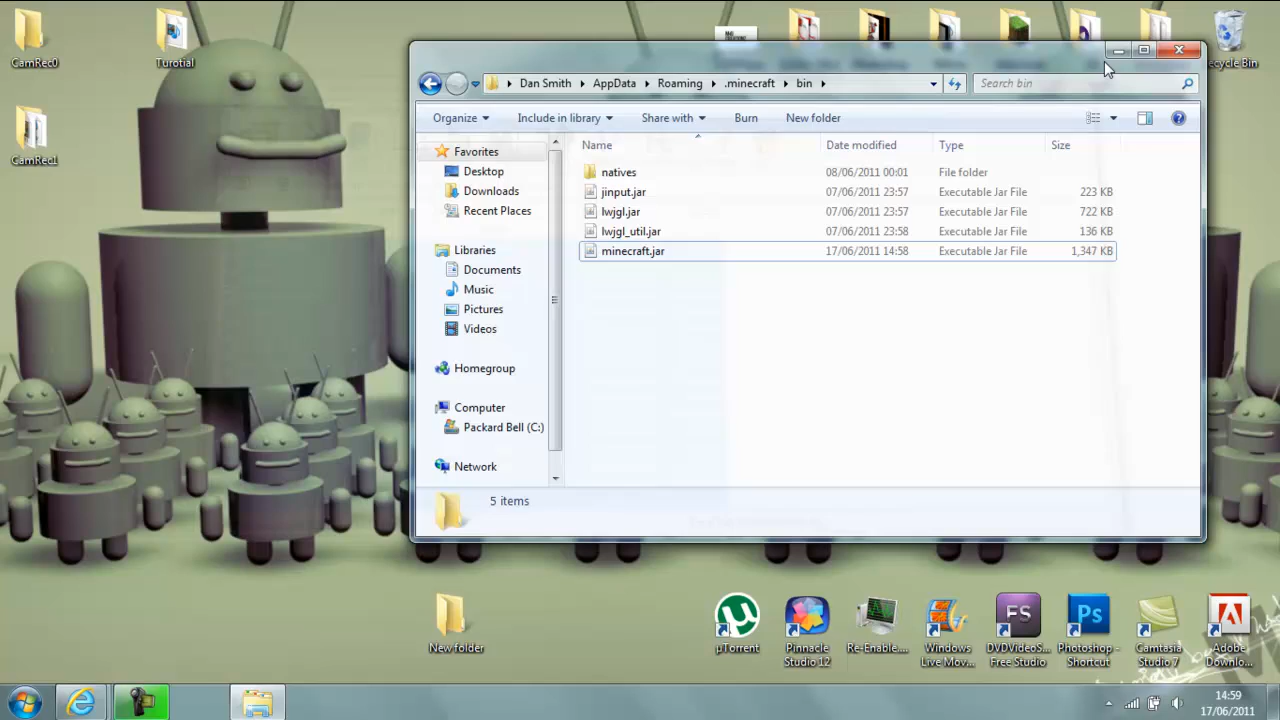 CamRec0
Turotial
CamRec1
ecycle Bin
Dan Smith
AppData
Roaming
.minecraft
bin
Search bin
Organize
Include in library
Share with
Burn
New folder
Name
Date modified
Type
Size
Favorites
Desktop
Downloads
Recent Places
Libraries
Documents
Music
Pictures
Videos
Homegroup
Computer
Packard Bell (C:)
Network
natives 08/06/2011 00:01 File folder
jinput.jar 07/06/2011 23:57 Executable Jar File 223 KB
lwjgl.jar 07/06/2011 23:57 Executable Jar File 722 KB
lwjgl_util.jar 07/06/2011 23:58 Executable Jar File 136 KB
minecraft.jar 17/06/2011 14:58 Executable Jar File 1,347 KB
5 items
New folder
µTorrent
Pinnacle
Studio 12
Re-Enable....
Windows
Live Mov...
FS
DVDVideoS...
Free Studio
Ps
Photoshop -
Shortcut
Camtasia
Studio 7
Adobe
Downlo...
14:59
17/06/2011